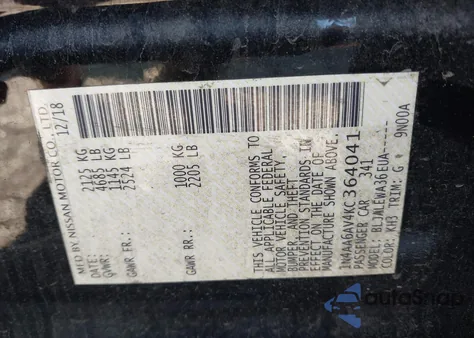 MFD BY NISSAN MOTOR CO., LTD.
12/18
GVWR: 2125 KG
4685 LB
GAWR FR: 1145 KG
2524 LB
GAWR RR: 1000 KG
2205 LB
THIS VEHICLE CONFORMS TO
ALL APPLICABLE FEDERAL
MOTOR VEHICLE SAFETY,
BUMPER, AND THEFT
PREVENTION STANDARDS IN
EFFECT ON THE DATE OF
MANUFACTURE SHOWN ABOVE.
1N4AA6AV4KC364041
PASSENGER CAR 341
MODEL: BLJALEWA36EUA-----
COLOR: KH3 TRIM: G 9N00A
AutoSnap